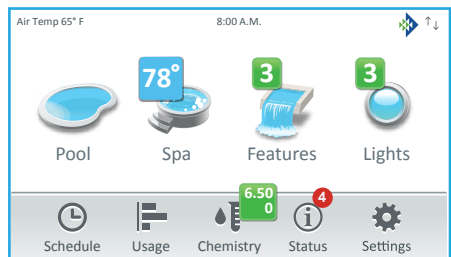 Air Temp 65° F 8:00 A.M.
78° 3 3
Pool Spa Features Lights
6.50
0
4
Schedule Usage Chemistry Status Settings